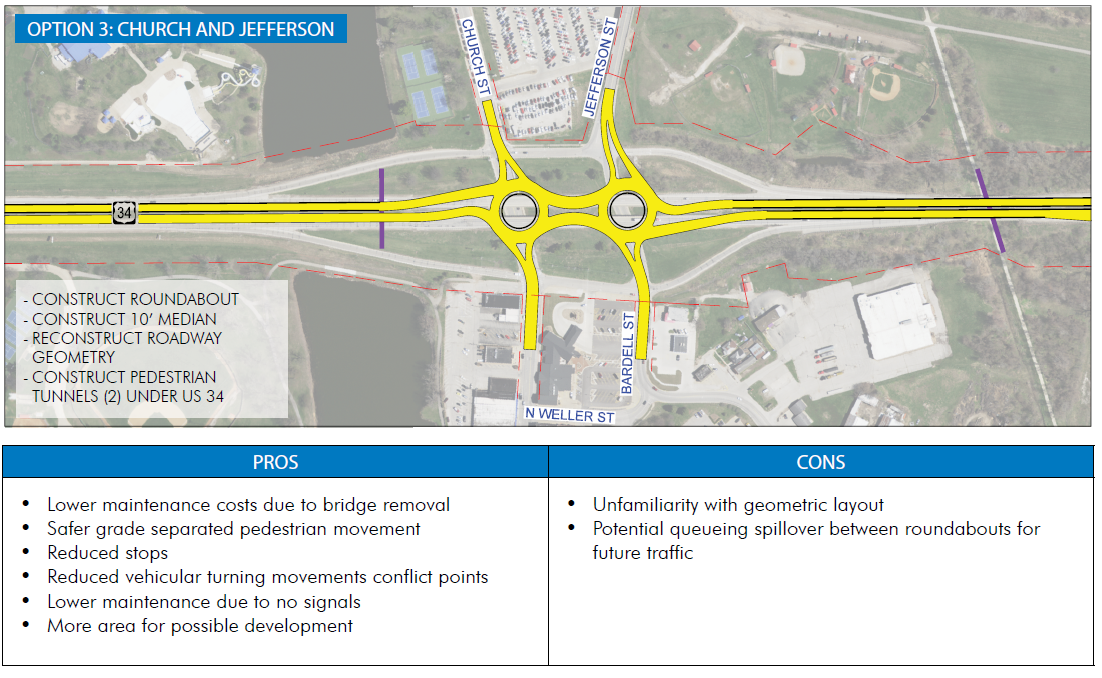 OPTION 3: CHURCH AND JEFFERSON
CHURCH ST
JEFFERSON ST
34
- CONSTRUCT ROUNDABOUT
- CONSTRUCT 10' MEDIAN
- RECONSTRUCT ROADWAY
GEOMETRY
- CONSTRUCT PEDESTRIAN
TUNNELS (2) UNDER US 34
BARDELL ST
N WELLER ST
PROS
• Lower maintenance costs due to bridge removal
• Safer grade separated pedestrian movement
• Reduced stops
• Reduced vehicular turning movements conflict points
• Lower maintenance due to no signals
• More area for possible development
CONS
• Unfamiliarity with geometric layout
• Potential queueing spillover between roundabouts for
future traffic